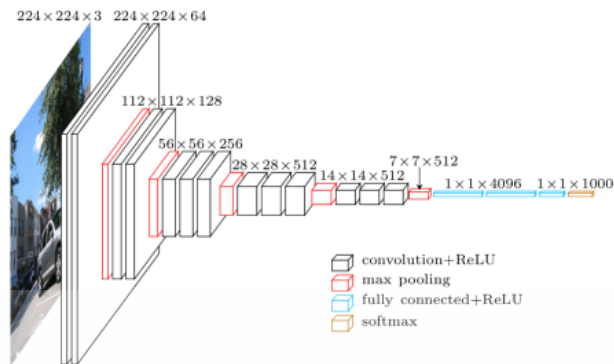 224×224×3
224×224×64
112×112×128
56×56×256
28×28×512
14×14×512
7×7×512
1×1×4096
1×1×1000
convolution+ReLU
max pooling
fully connected+ReLU
softmax